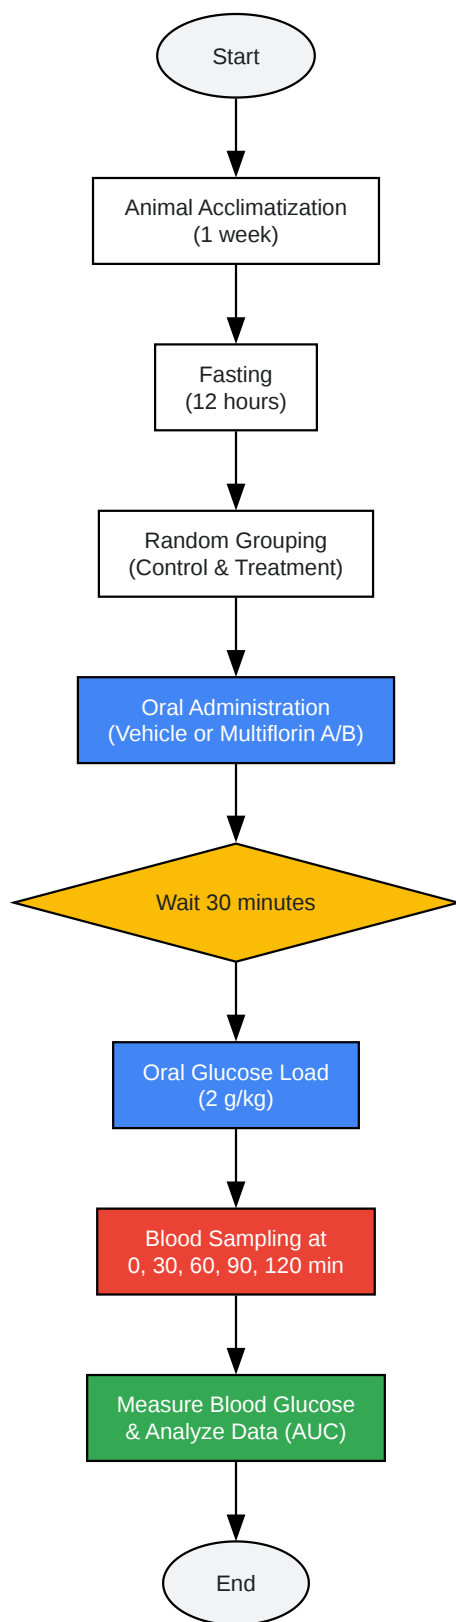 Start
Animal Acclimatization
(1 week)
Fasting
(12 hours)
Random Grouping
(Control & Treatment)
Oral Administration
(Vehicle or Multiflorin A/B)
Wait 30 minutes
Oral Glucose Load
(2 g/kg)
Blood Sampling at
0, 30, 60, 90, 120 min
Measure Blood Glucose
& Analyze Data (AUC)
End